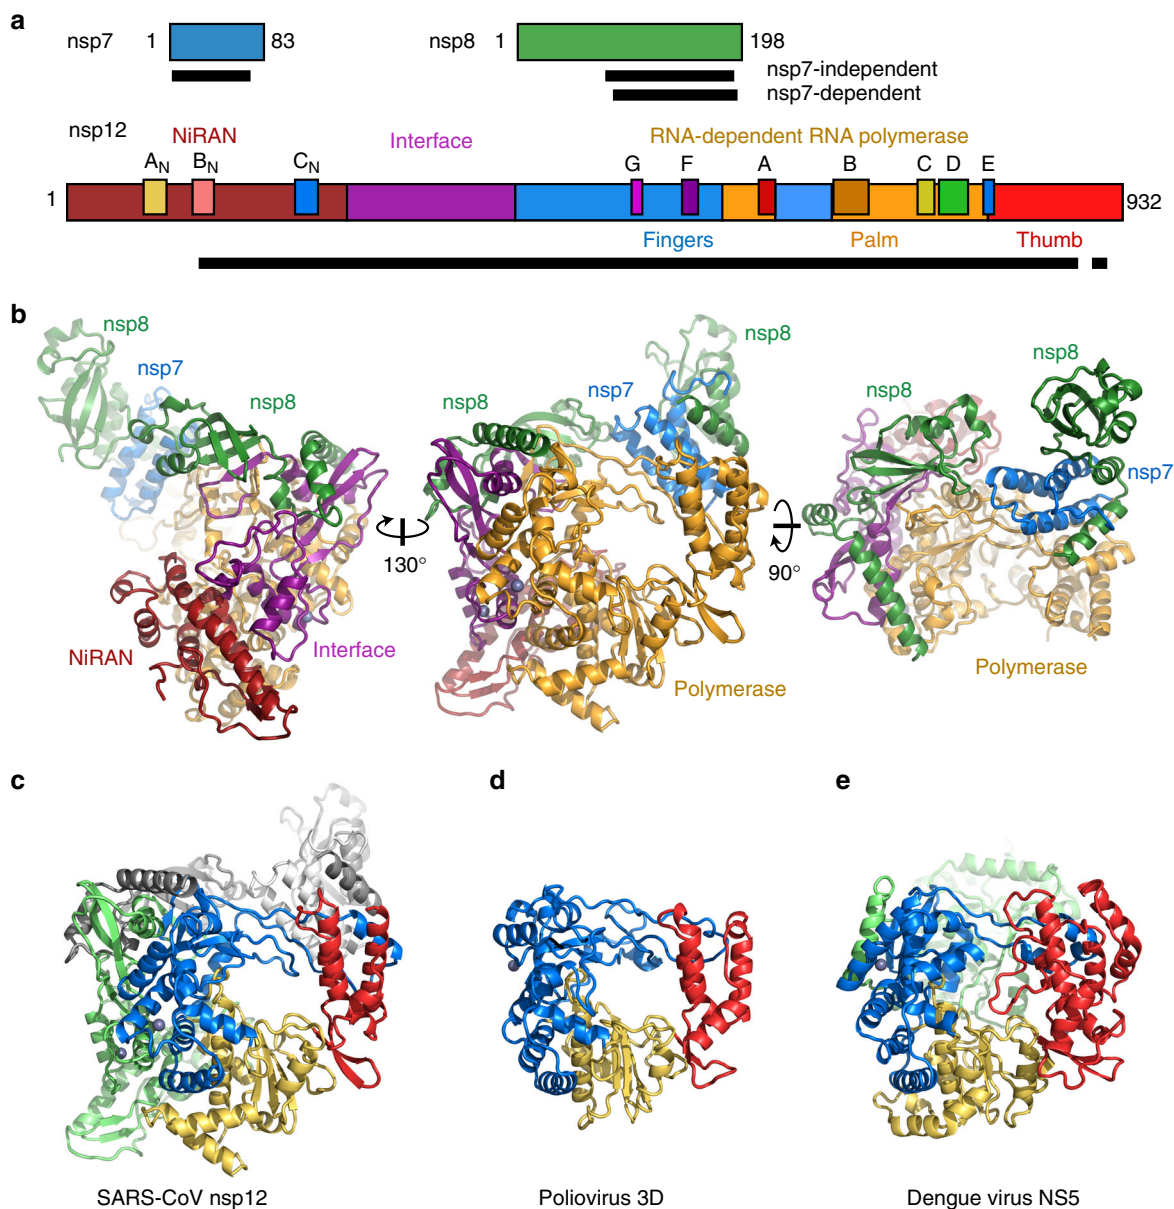 a
nsp7 1 83 nsp8 1 198
nsp7-independent
nsp7-dependent
nsp12 NiRAN Interface RNA-dependent RNA polymerase
AN BN CN G F A B C D E
1 932
Fingers Palm Thumb
b
nsp8 nsp7 nsp8 NiRAN Interface
130°
nsp8 nsp7 nsp8 Polymerase
90°
nsp8 nsp8 nsp7 Polymerase
c d e
SARS-CoV nsp12 Poliovirus 3D Dengue virus NS5